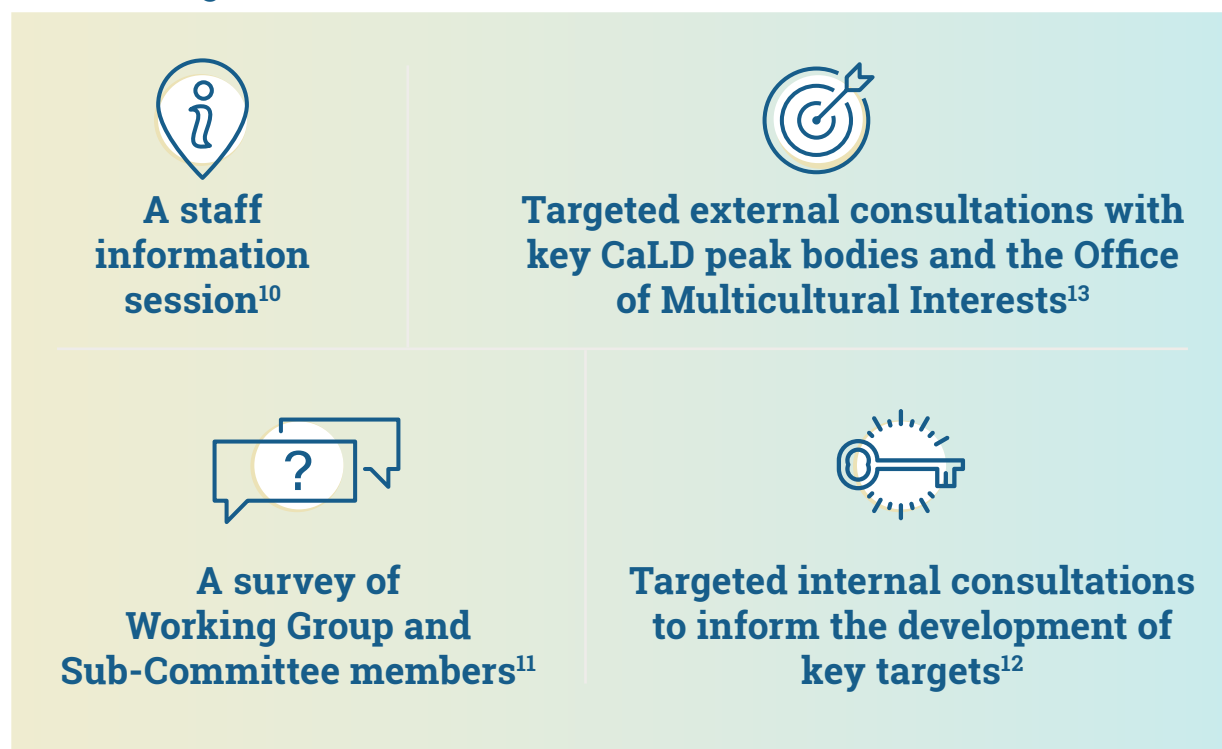 A staff
information
session¹⁰
Targeted external consultations with
key CaLD peak bodies and the Office
of Multicultural Interests¹³
?
A survey of
Working Group and
Sub-Committee members¹¹
Targeted internal consultations
to inform the development of
key targets¹²